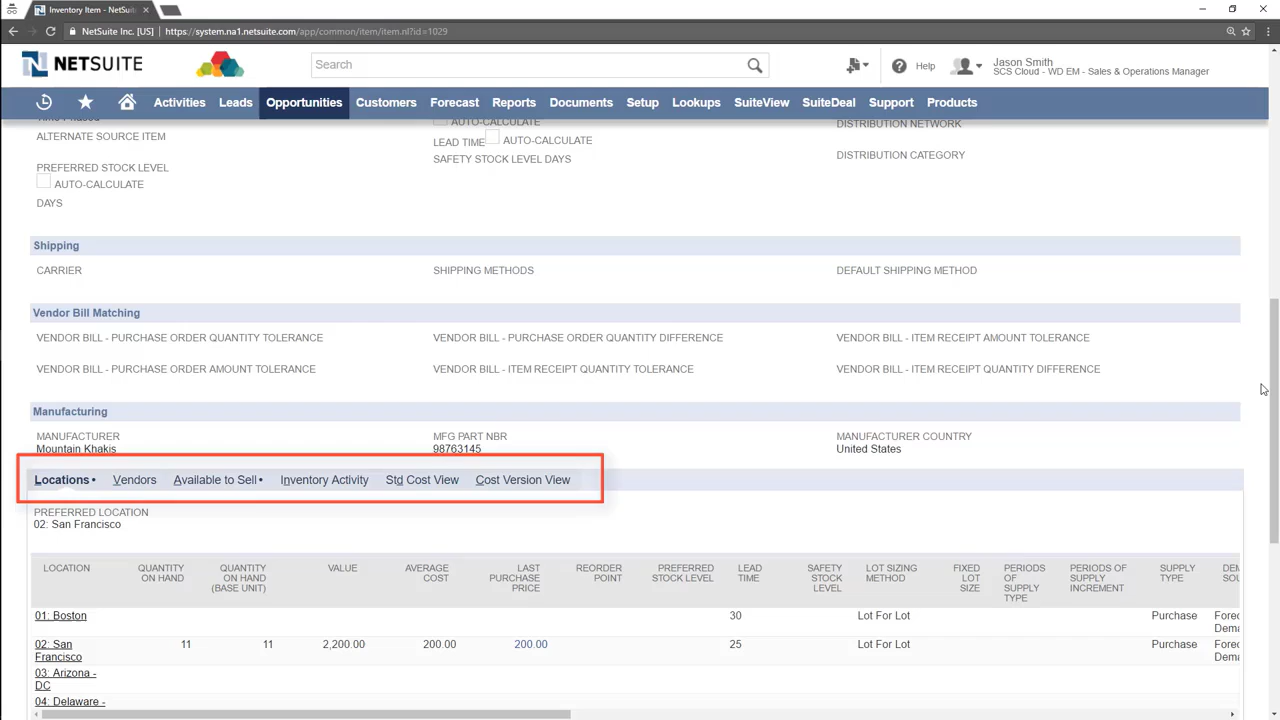 Inventory Item - NetSuite
NetSuite Inc. [US] https://system.na1.netsuite.com/app/common/item/item.nl?id=1029
NETSUITE
Search
Help
Jason Smith
SCS Cloud - WD EM - Sales & Operations Manager
Activities Leads Opportunities Customers Forecast Reports Documents Setup Lookups SuiteView SuiteDeal Support Products
Time Phased
AUTO-CALCULATE
DISTRIBUTION NETWORK
ALTERNATE SOURCE ITEM
LEAD TIME AUTO-CALCULATE
SAFETY STOCK LEVEL DAYS
DISTRIBUTION CATEGORY
PREFERRED STOCK LEVEL
AUTO-CALCULATE
DAYS
Shipping
CARRIER SHIPPING METHODS DEFAULT SHIPPING METHOD
Vendor Bill Matching
VENDOR BILL - PURCHASE ORDER QUANTITY TOLERANCE VENDOR BILL - PURCHASE ORDER QUANTITY DIFFERENCE VENDOR BILL - ITEM RECEIPT AMOUNT TOLERANCE
VENDOR BILL - PURCHASE ORDER AMOUNT TOLERANCE VENDOR BILL - ITEM RECEIPT QUANTITY TOLERANCE VENDOR BILL - ITEM RECEIPT QUANTITY DIFFERENCE
Manufacturing
MANUFACTURER MFG PART NBR MANUFACTURER COUNTRY
Mountain Khakis 98763145 United States
Locations • Vendors Available to Sell • Inventory Activity Std Cost View Cost Version View
PREFERRED LOCATION
02: San Francisco
LOCATION QUANTITY QUANTITY VALUE AVERAGE LAST REORDER PREFERRED LEAD SAFETY LOT SIZING FIXED PERIODS PERIODS OF SUPPLY DEM
ON HAND ON HAND COST PURCHASE POINT STOCK LEVEL TIME STOCK METHOD LOT OF SUPPLY TYPE SOU
(BASE UNIT) PRICE LEVEL SIZE SUPPLY INCREMENT
TYPE
01: Boston 30 Lot For Lot Purchase Forec
Dema
02: San 11 11 2,200.00 200.00 200.00 25 Lot For Lot Purchase Forec
Francisco Dema
03: Arizona -
DC
04: Delaware -